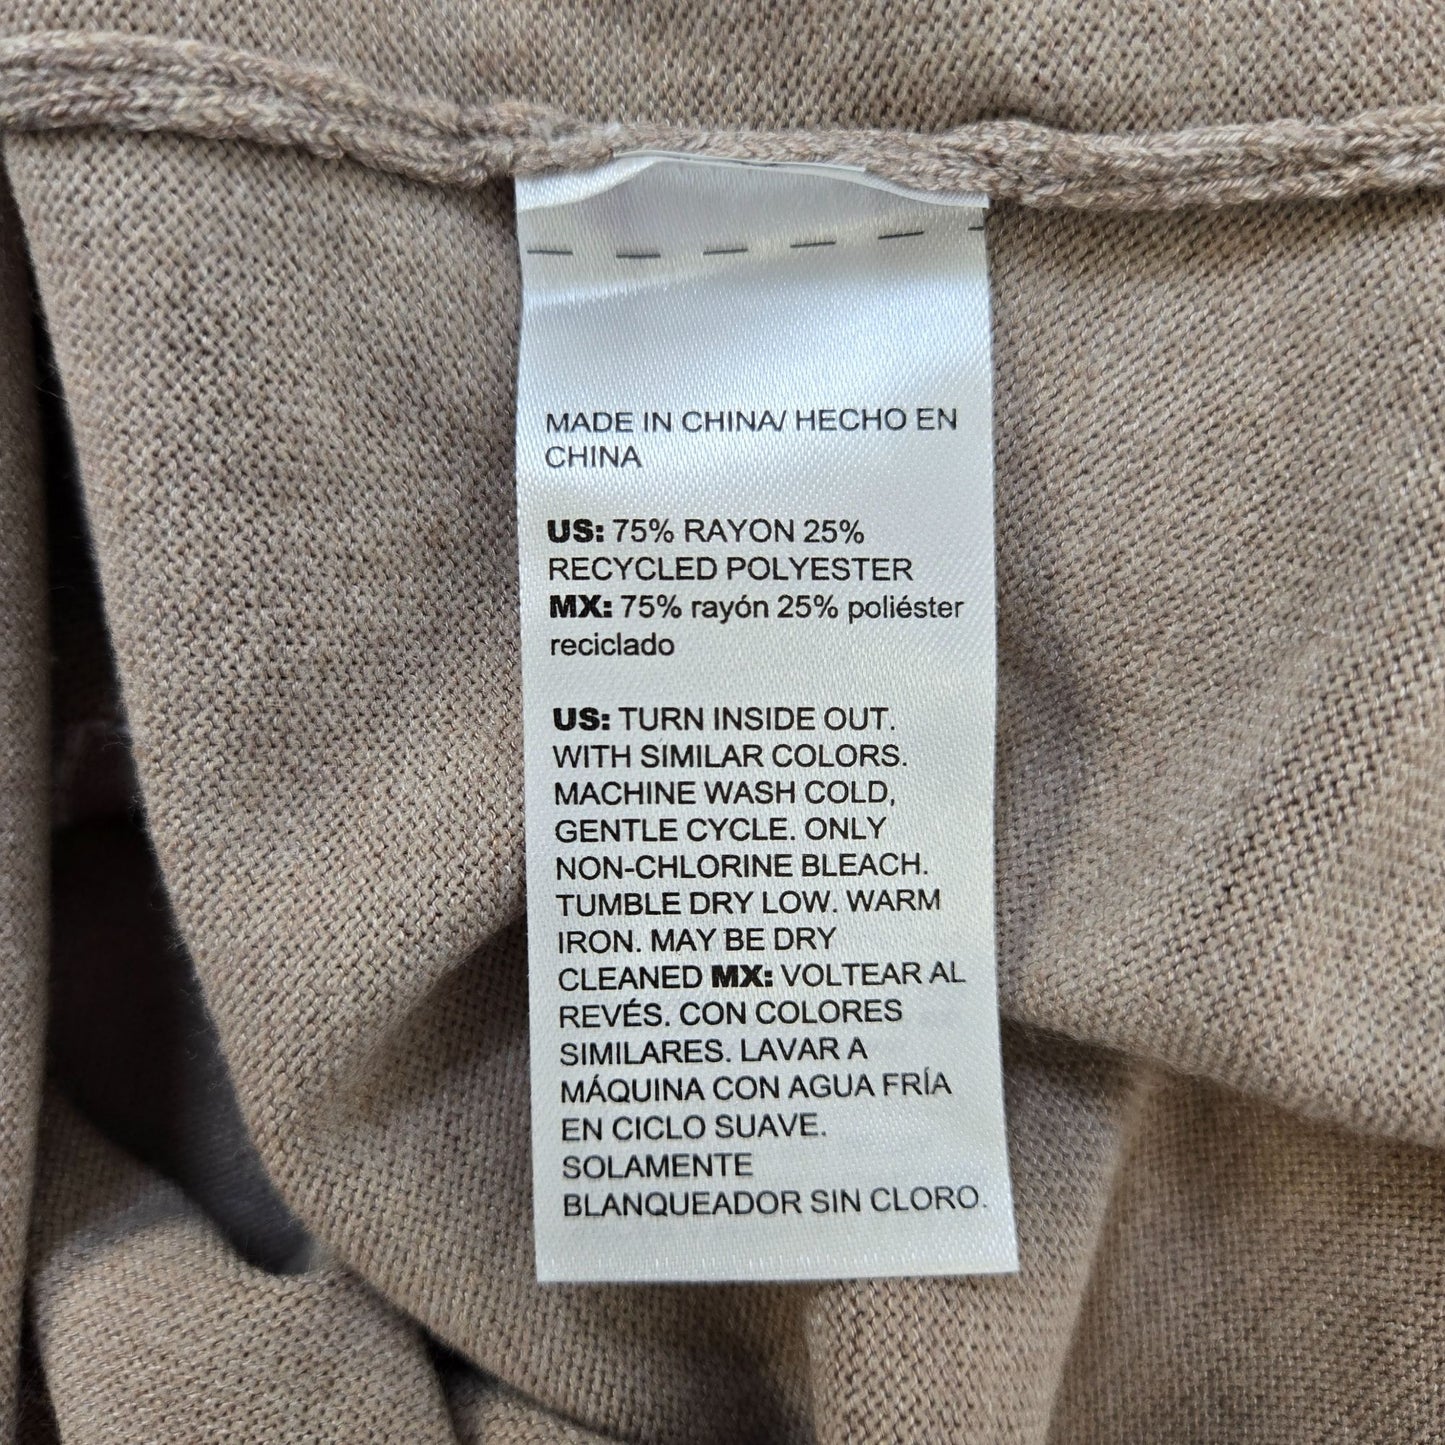 MADE IN CHINA/ HECHO EN
CHINA
US: 75% RAYON 25%
RECYCLED POLYESTER
MX: 75% rayón 25% poliéster
reciclado
US: TURN INSIDE OUT.
WITH SIMILAR COLORS.
MACHINE WASH COLD,
GENTLE CYCLE. ONLY
NON-CHLORINE BLEACH.
TUMBLE DRY LOW. WARM
IRON. MAY BE DRY
CLEANED MX: VOLTEAR AL
REVÉS. CON COLORES
SIMILARES. LAVAR A
MÁQUINA CON AGUA FRÍA
EN CICLO SUAVE.
SOLAMENTE
BLANQUEADOR SIN CLORO.